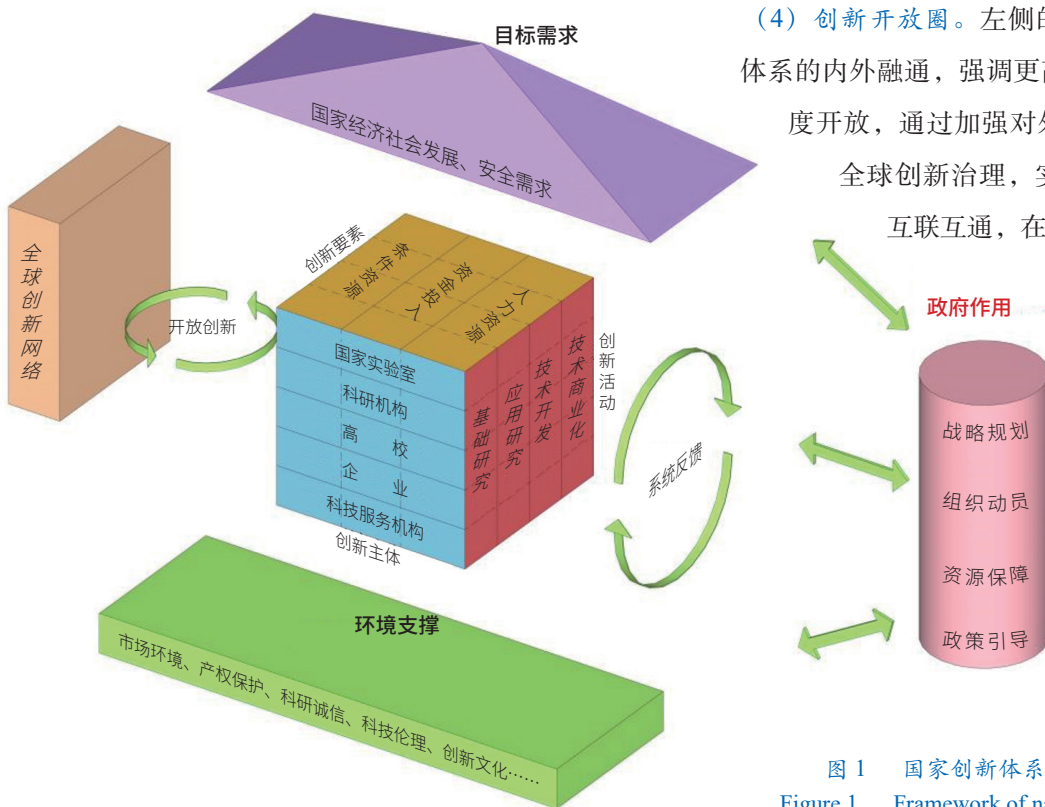 目标需求
国家经济社会发展、安全需求
(4) 创新开放圈。左侧的
体系的内外融通,强调更高
度开放,通过加强对外
全球创新治理,实
互联互通,在
全球创新网络
开放创新
创新要素
条件资源
资金投入
人力资源
国家实验室
科研机构
高 校
企 业
科技服务机构
创新主体
基础研究
应用研究
技术开发
技术商业化
创新活动
系统反馈
政府作用
战略规划
组织动员
资源保障
政策引导
环境支撑
市场环境、产权保护、科研诚信、科技伦理、创新文化……
图 1 国家创新体系
Figure 1 Framework of n